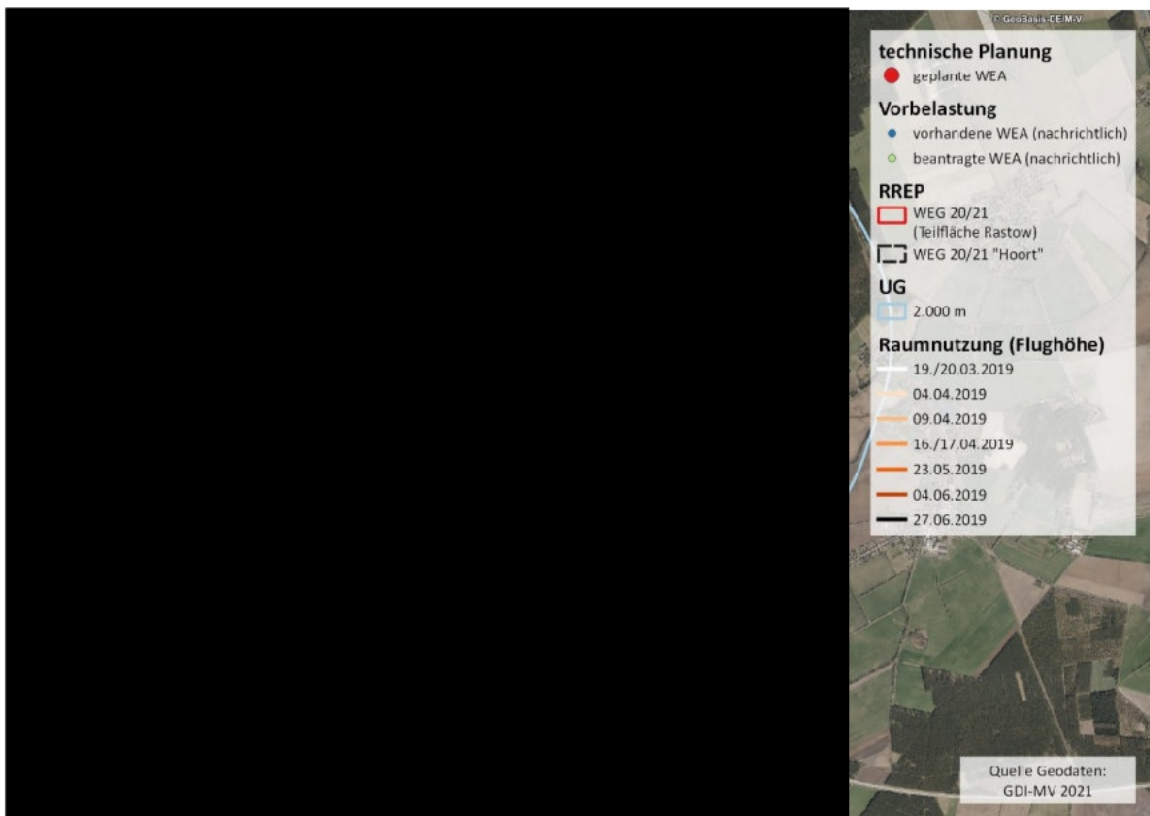 © GeoBasis-DE/M-V
technische Planung
geplante WEA
Vorbelastung
vorhandene WEA (nachrichtlich)
beantragte WEA (nachrichtlich)
RREP
WEG 20/21
(Teilfläche Rastow)
WEG 20/21 "Hoort"
UG
2.000 m
Raumnutzung (Flughöhe)
19./20.03.2019
04.04.2019
09.04.2019
16./17.04.2019
23.05.2019
04.06.2019
27.06.2019
Quelle Geodaten:
GDI-MV 2021